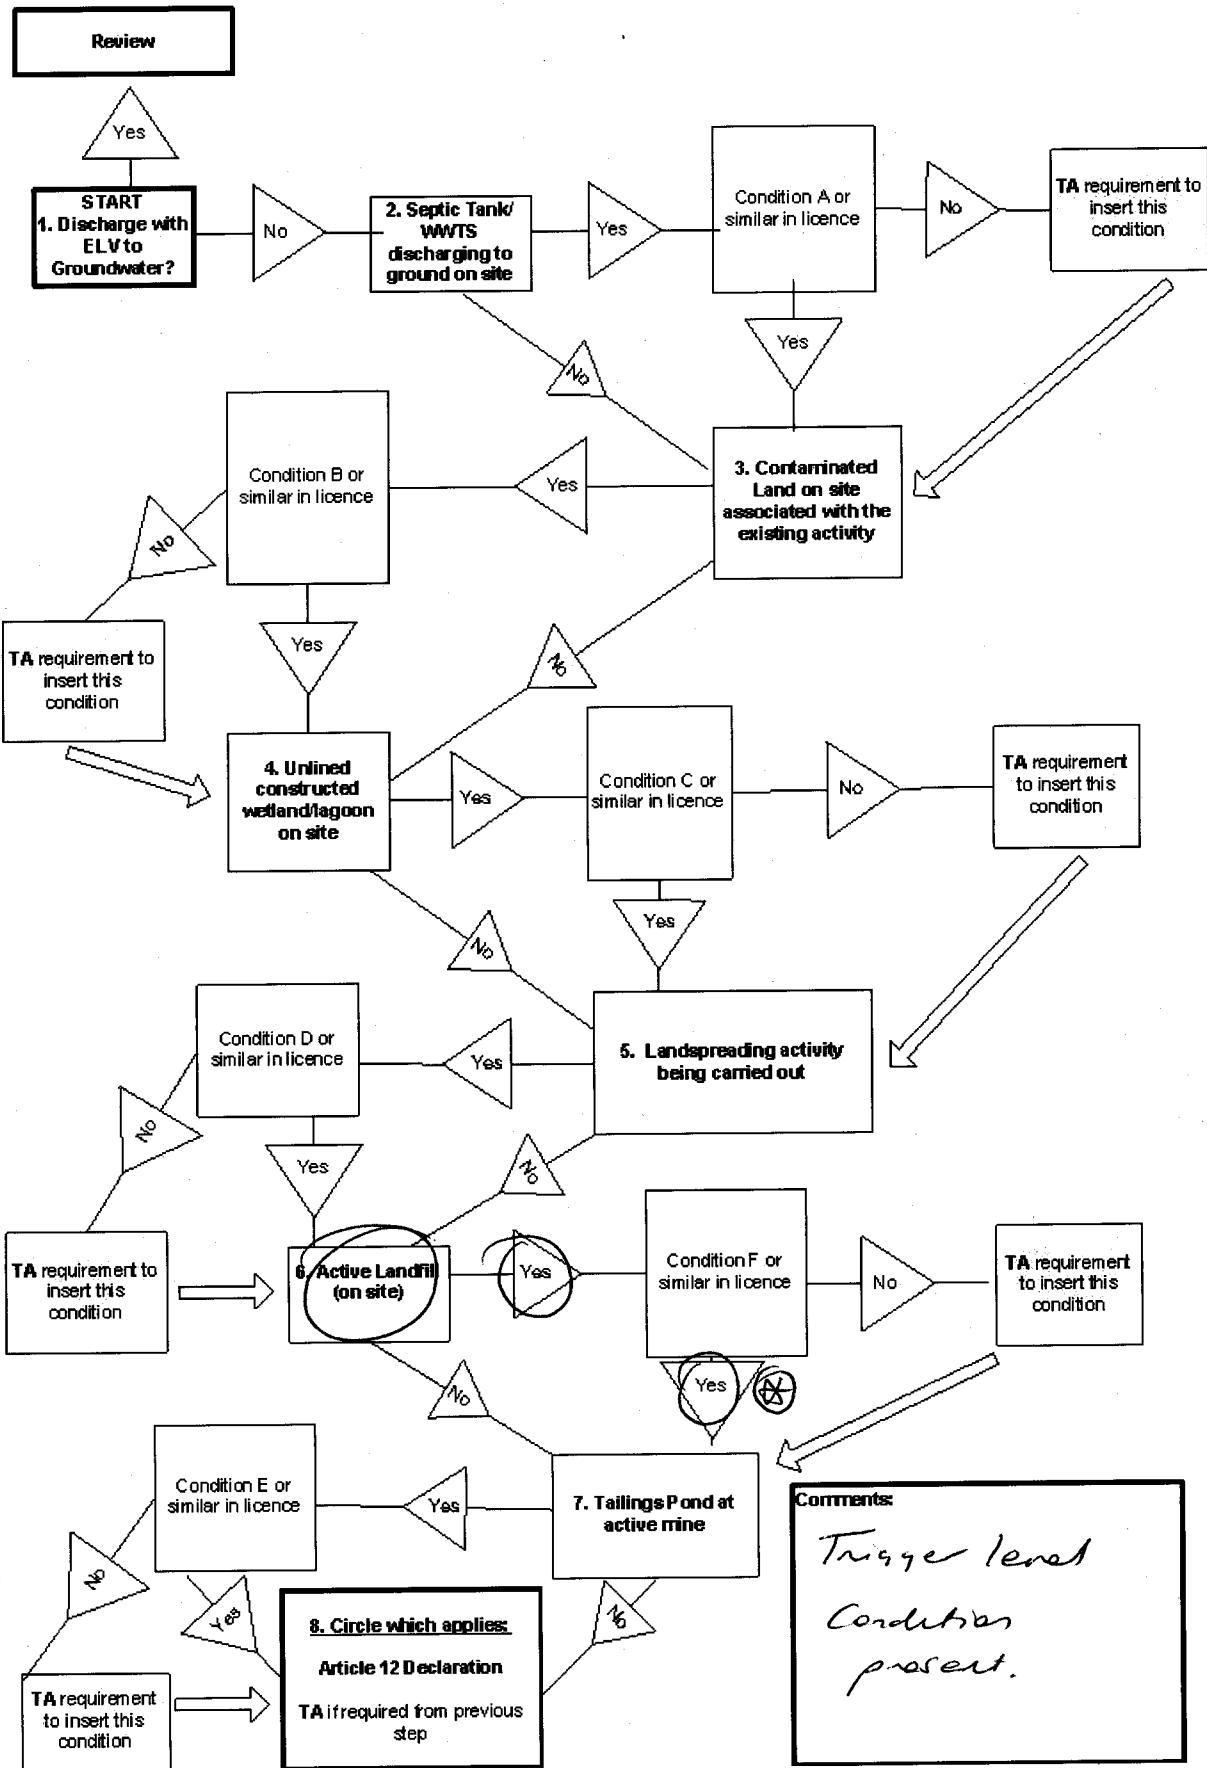 Review
Yes
START
1. Discharge with
ELV to
Groundwater?
No
2. Septic Tank/
WWTS
discharging to
ground on site
Yes
Condition A or
similar in licence
No
TA requirement to
insert this
condition
Yes
No
3. Contaminated
Land on site
associated with the
existing activity
Yes
Condition B or
similar in licence
No
TA requirement to
insert this
condition
Yes
No
4. Unlined
constructed
wetland/lagoon
on site
Yes
Condition C or
similar in licence
No
TA requirement
to insert this
condition
Yes
No
5. Landspreading activity
being carried out
Yes
Condition D or
similar in licence
No
TA requirement to
insert this
condition
Yes
No
6. Active Landfill
(on site)
Yes
Condition F or
similar in licence
No
TA requirement
to insert this
condition
Yes
No
7. Tailings Pond at
active mine
Yes
Condition E or
similar in licence
No
TA requirement
to insert this
condition
Yes
No
8. Circle which applies:
Article 12 Declaration
TA if required from previous
step
Comments:
Trigger level
Condition
present.